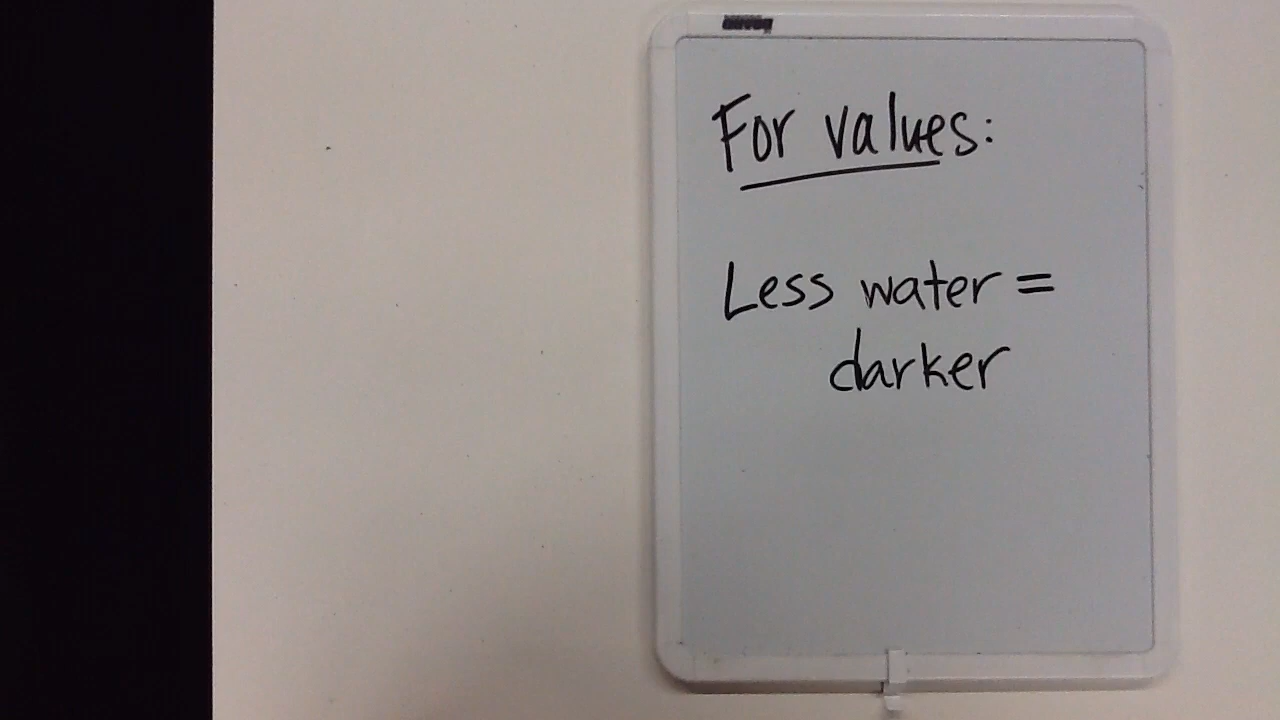 For values:
Less water =
darker